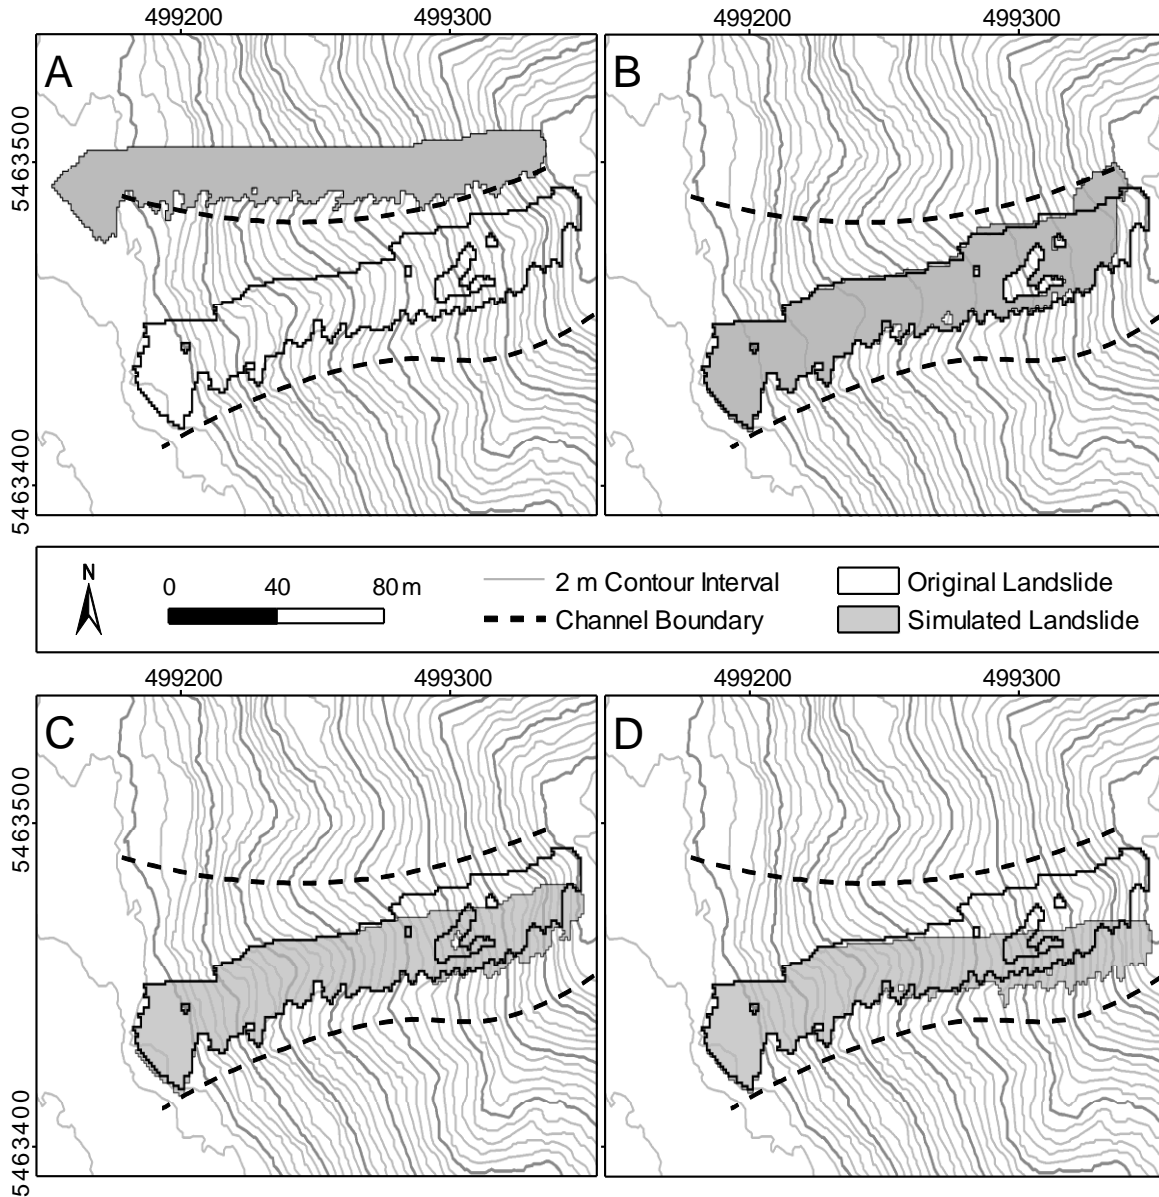 499200 499300 499200 499300
A B
5463500
5463400
N 0 40 80 m 2 m Contour Interval Original Landslide
Channel Boundary Simulated Landslide
499200 499300 499200 499300
C D
5463500
5463400